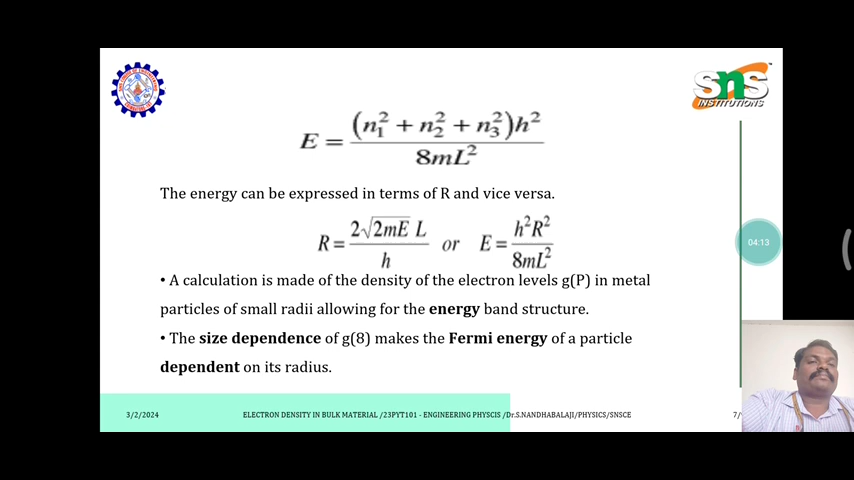 SNS
INSTITUTIONS
E = (n₁² + n₂² + n₃²)h² / 8mL²
The energy can be expressed in terms of R and vice versa.
R = 2√2mE L / h or E = h²R² / 8mL²
• A calculation is made of the density of the electron levels g(P) in metal
particles of small radii allowing for the energy band structure.
• The size dependence of g(8) makes the Fermi energy of a particle
dependent on its radius.
04:13
3/2/2024
ELECTRON DENSITY IN BULK MATERIAL /23PYT101 - ENGINEERING PHYSCIS /Dr.S.NANDHABALAJI/PHYSICS/SNSCE
7/